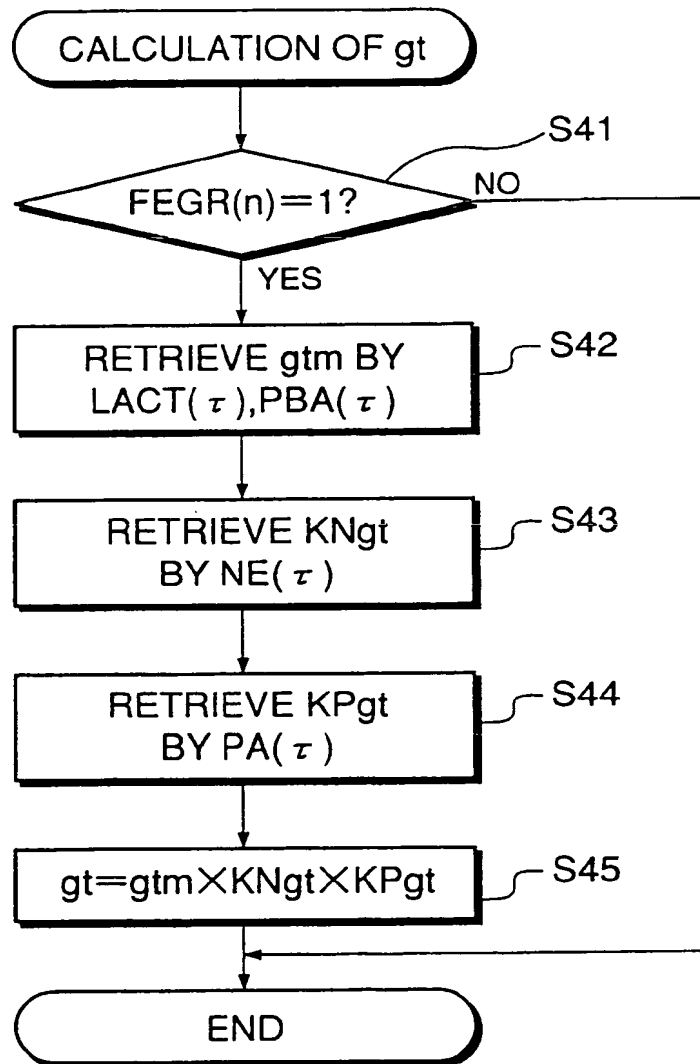 CALCULATION OF gt
S41
FEGR(n)=1?
NO
YES
RETRIEVE gtm BY
LACT(τ),PBA(τ)
S42
RETRIEVE KNgt
BY NE(τ)
S43
RETRIEVE KPgt
BY PA(τ)
S44
gt=gtm×KNgt×KPgt
S45
END